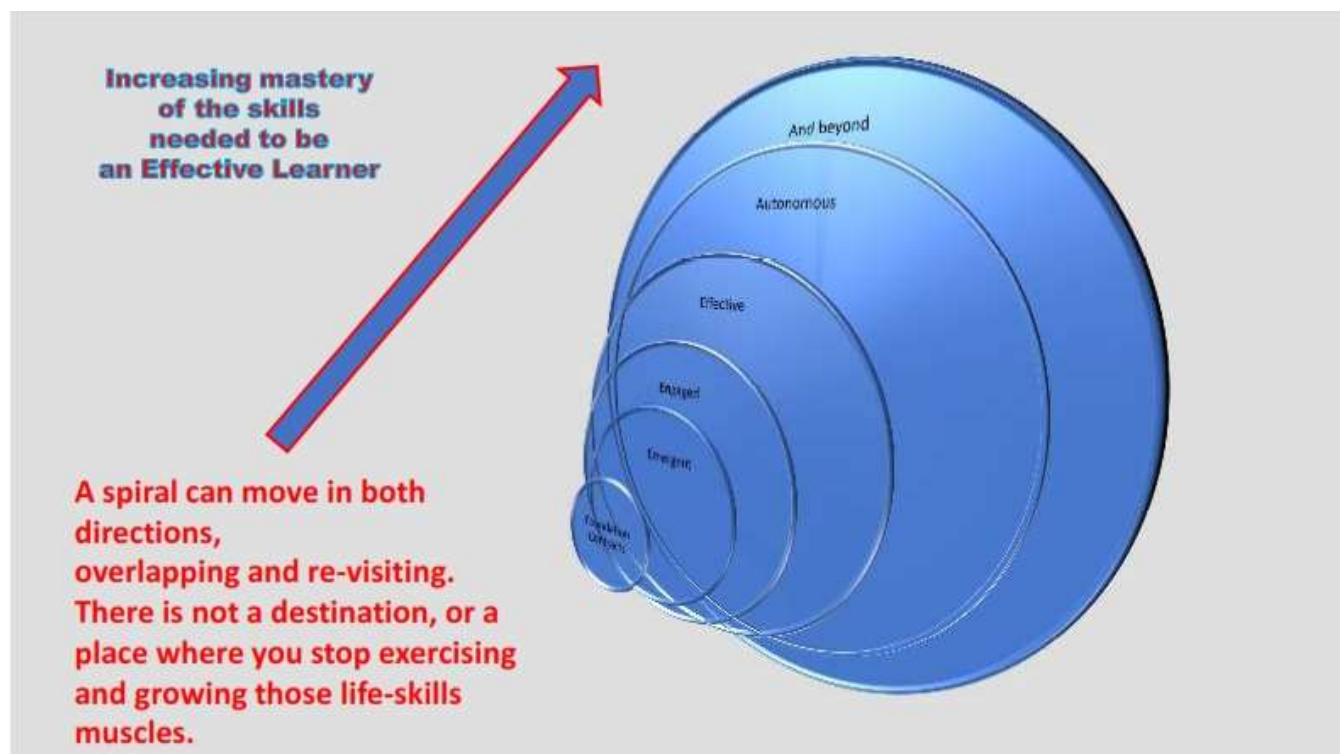 Increasing mastery
of the skills
needed to be
an Effective Learner
And beyond
Autonomous
Effective
Engaged
Emergent
Foundation
A spiral can move in both
directions,
overlapping and re-visiting.
There is not a destination, or a
place where you stop exercising
and growing those life-skills
muscles.